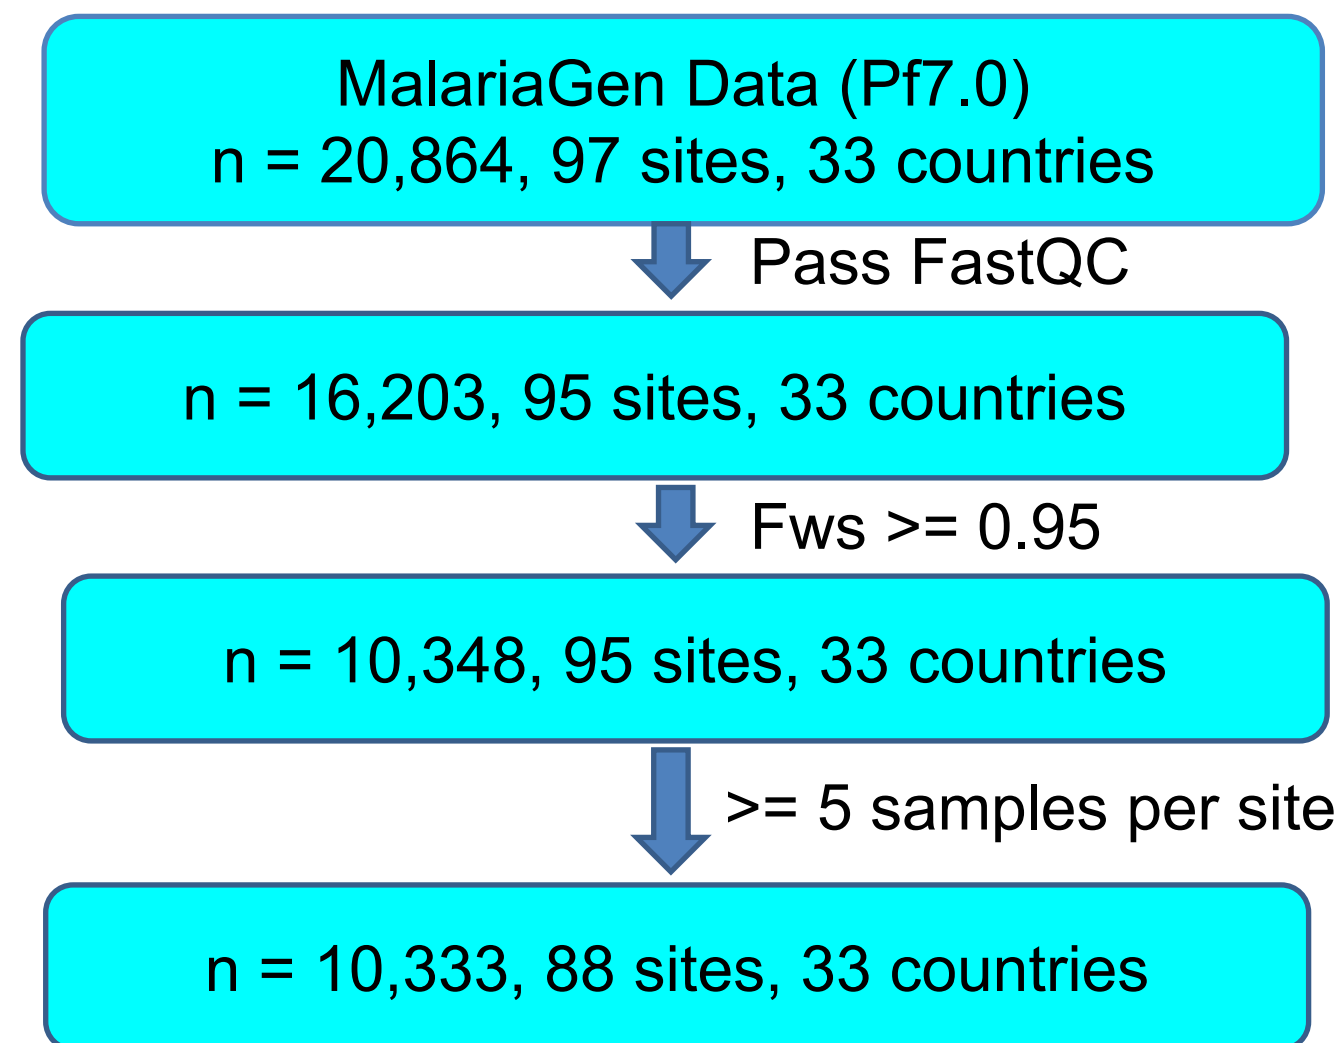 MalariaGen Data (Pf7.0)
n = 20,864, 97 sites, 33 countries
Pass FastQC
n = 16,203, 95 sites, 33 countries
Fws >= 0.95
n = 10,348, 95 sites, 33 countries
>= 5 samples per site
n = 10,333, 88 sites, 33 countries